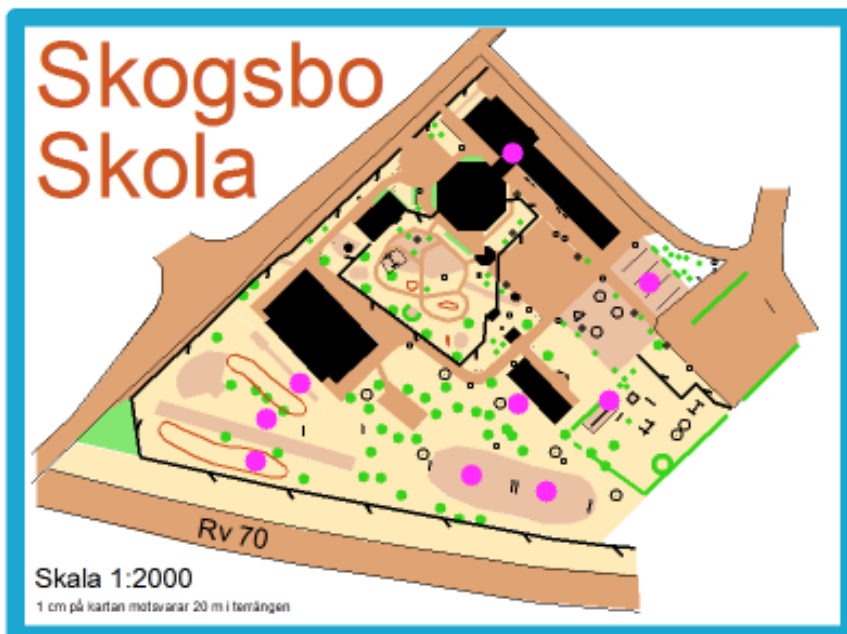 Skogsbo
Skola
Rv 70
Skala 1:2000
1 cm på kartan motsvarar 20 m i terrängen